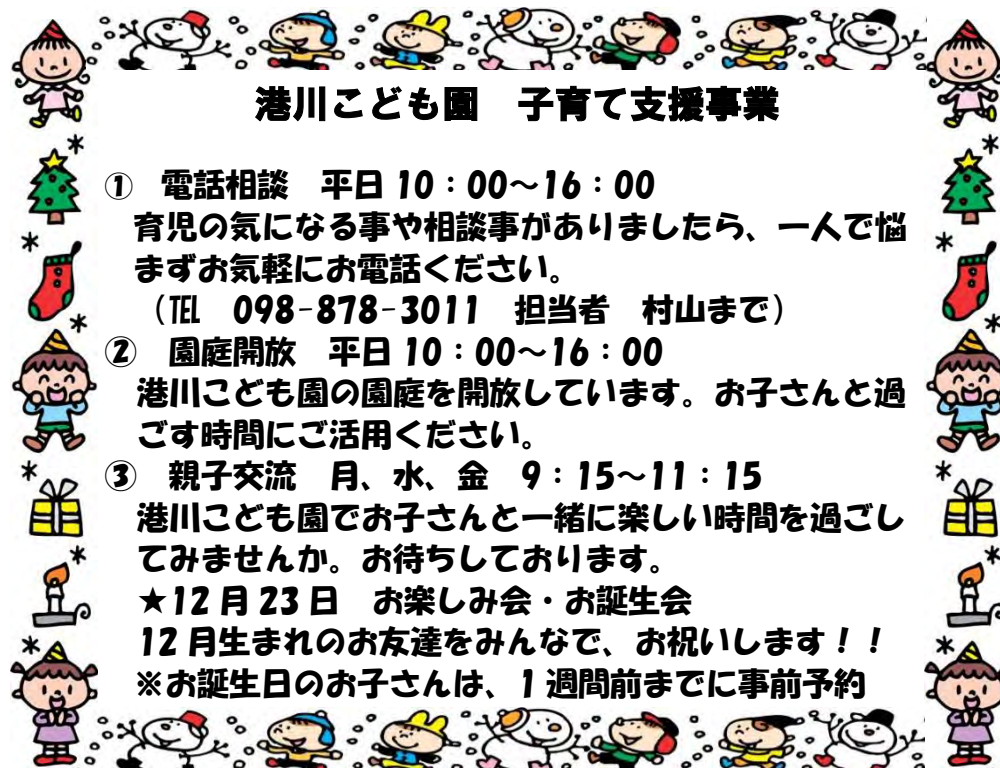 港川こども園　子育て支援事業
①　電話相談　平日 10：00～16：00
育児の気になる事や相談事がありましたら、一人で悩
まずお気軽にお電話ください。
（℡　098-878-3011　担当者　村山まで）
②　園庭開放　平日 10：00～16：00
港川こども園の園庭を開放しています。お子さんと過
ごす時間にご活用ください。
③　親子交流　月、水、金　9：15～11：15
港川こども園でお子さんと一緒に楽しい時間を過ごし
てみませんか。お待ちしております。
★12 月 23 日　お楽しみ会・お誕生会
12 月生まれのお友達をみんなで、お祝いします！！
※お誕生日のお子さんは、1 週間前までに事前予約